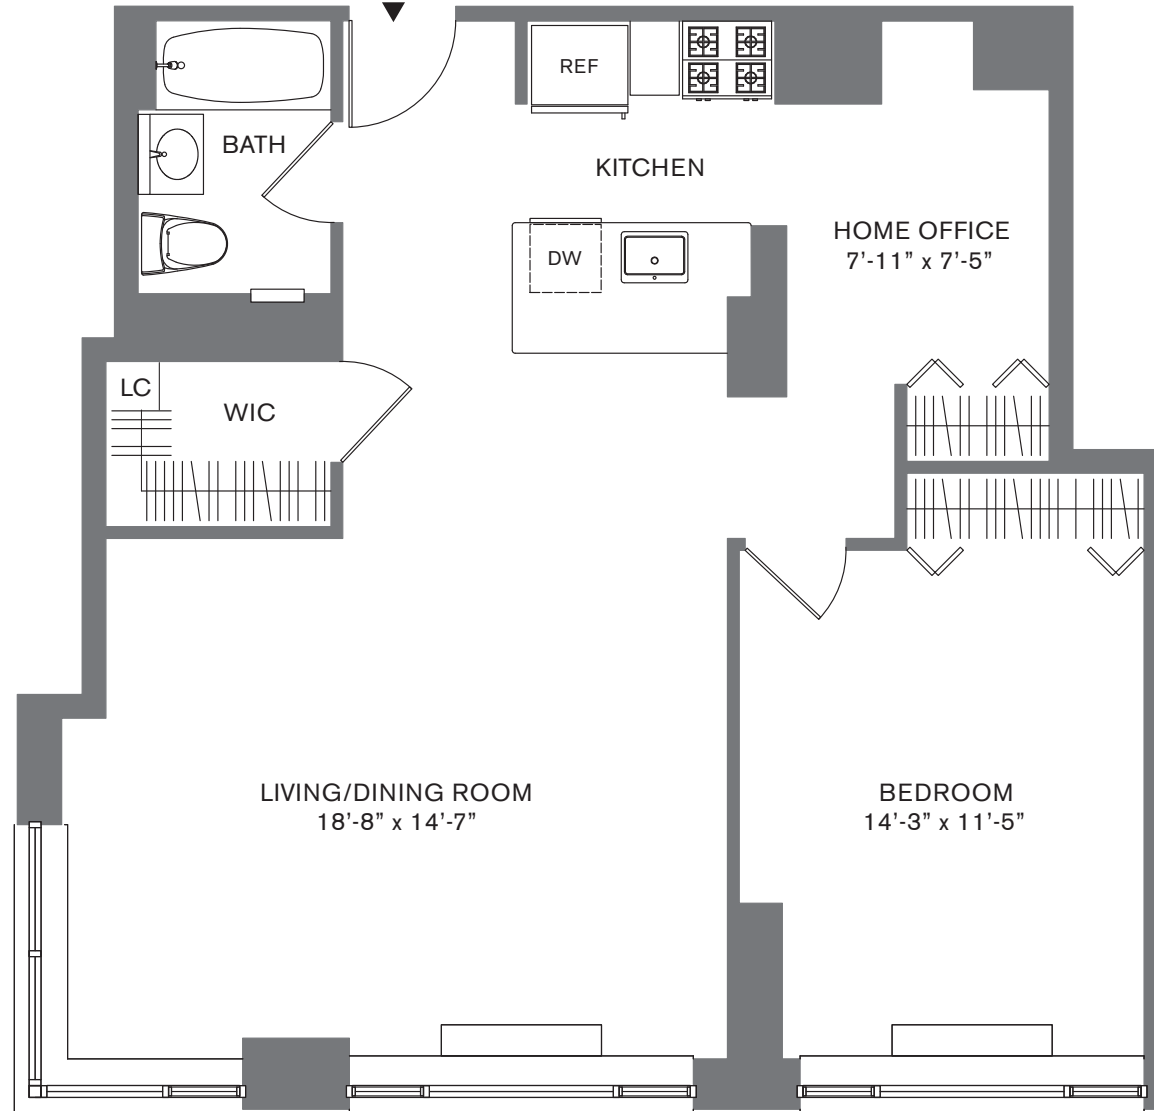 REF
BATH
KITCHEN
HOME OFFICE
7’-11” x 7’-5”
DW
LC
WIC
LIVING/DINING ROOM
18’-8” x 14’-7”
BEDROOM
14’-3” x 11’-5”